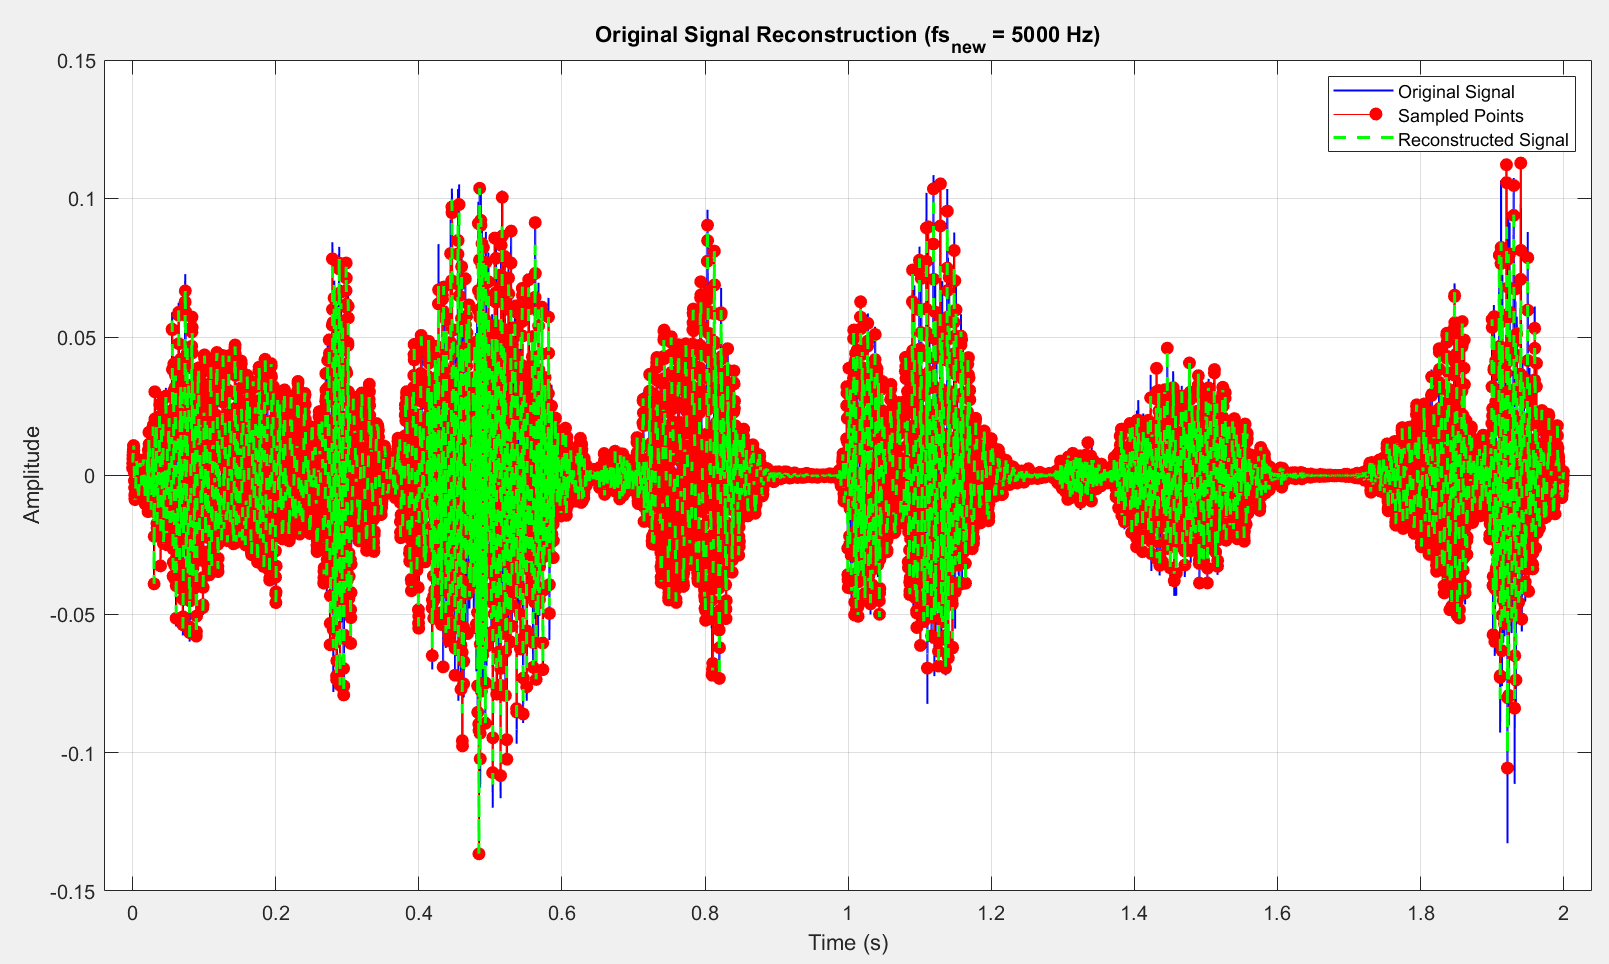 Original Signal Reconstruction (fs_new = 5000 Hz)
0.15
0.1
0.05
0
-0.05
-0.1
-0.15
Amplitude
Original Signal
Sampled Points
Reconstructed Signal
0 0.2 0.4 0.6 0.8 1 1.2 1.4 1.6 1.8 2
Time (s)